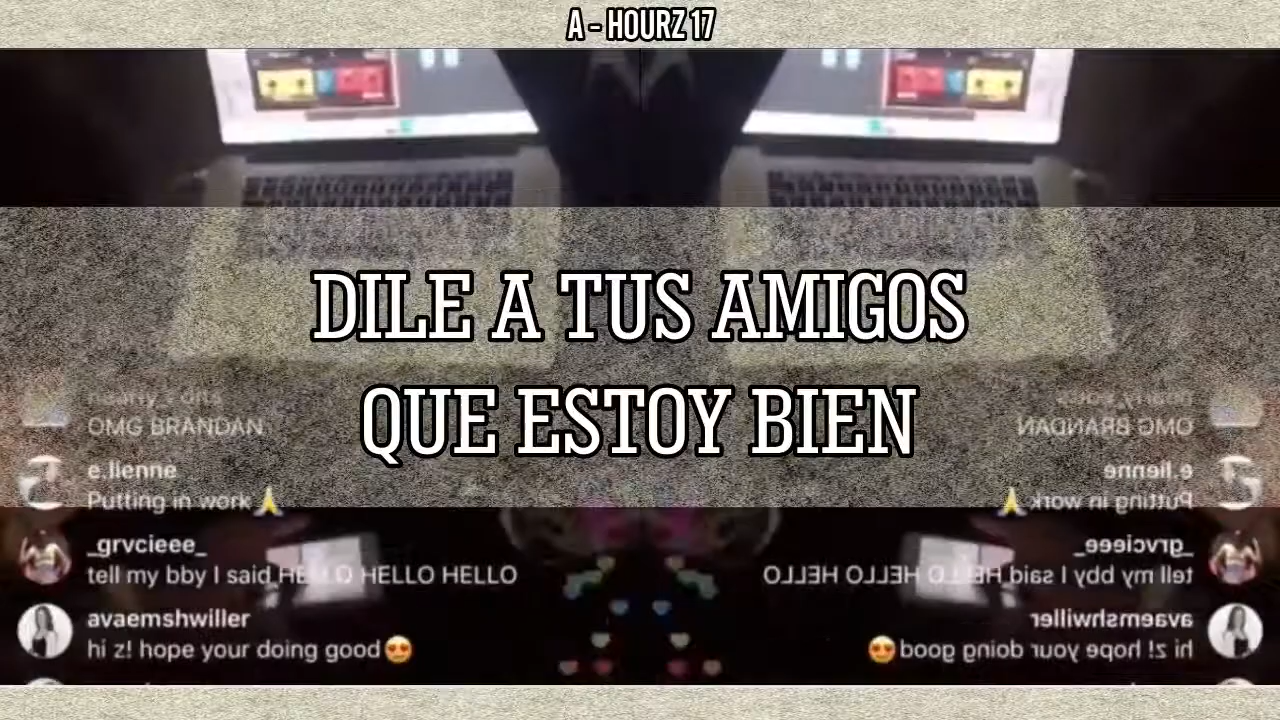 A - HOURZ 17
DILE A TUS AMIGOS
QUE ESTOY BIEN
OMG BRANDAN
e.lienne
Putting in work 🙏
_grvcieee_
tell my bby I said HELLO HELLO HELLO
avaemshwiller
hi z! hope your doing good😍